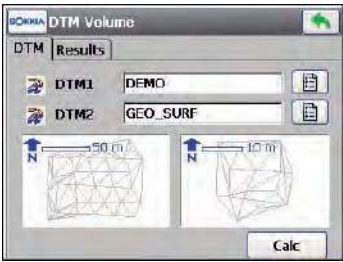 SOKKIA DTM Volume
DTM Results
DTM1 DEMO
DTM2 GEO_SURF
50 m 10 m
N N
Calc